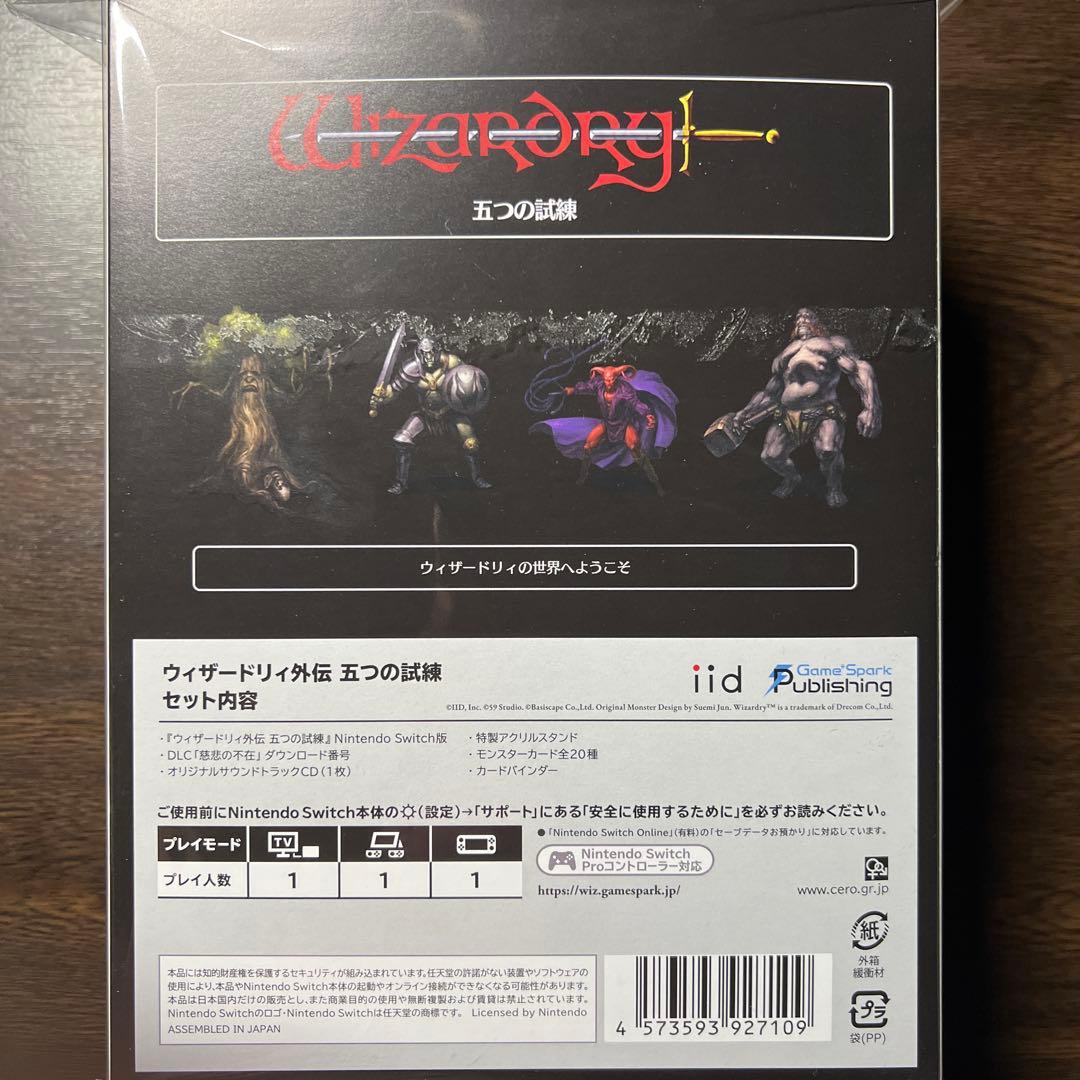 Wizardry
五つの試練
ウィザードリィの世界へようこそ
ウィザードリィ外伝 五つの試練
セット内容
iid
Game*Spark
Publishing
©IID, Inc. ©59 Studio. ©Basiscape Co.,Ltd. Original Monster Design by Suemi Jun. Wizardry™ is a trademark of Drecom Co.,Ltd.
・『ウィザードリィ外伝 五つの試練』Nintendo Switch版
・DLC「慈悲の不在」ダウンロード番号
・オリジナルサウンドトラックCD(1枚)
・特製アクリルスタンド
・モンスターカード全20種
・カードバインダー
ご使用前にNintendo Switch本体の(設定)→「サポート」にある「安全に使用するために」を必ずお読みください。
プレイモード TV
プレイ人数 1 1 1
●「Nintendo Switch Online」(有料)の「セーブデータお預かり」に対応しています。
Nintendo Switch
Proコントローラー対応
https://wiz.gamespark.jp/
www.cero.gr.jp
紙
外箱
緩衝材
プラ
袋(PP)
本品には知的財産権を保護するセキュリティが組み込まれています。任天堂の許諾がない装置やソフトウェアの
使用により、本品やNintendo Switch本体の起動やオンライン接続ができなくなる可能性があります。
本品は日本国内だけの販売とし、また商業目的の使用や無断複製および賃貸は禁止されています。
Nintendo Switchのロゴ・Nintendo Switchは任天堂の商標です。 Licensed by Nintendo
ASSEMBLED IN JAPAN
4 573593 927109